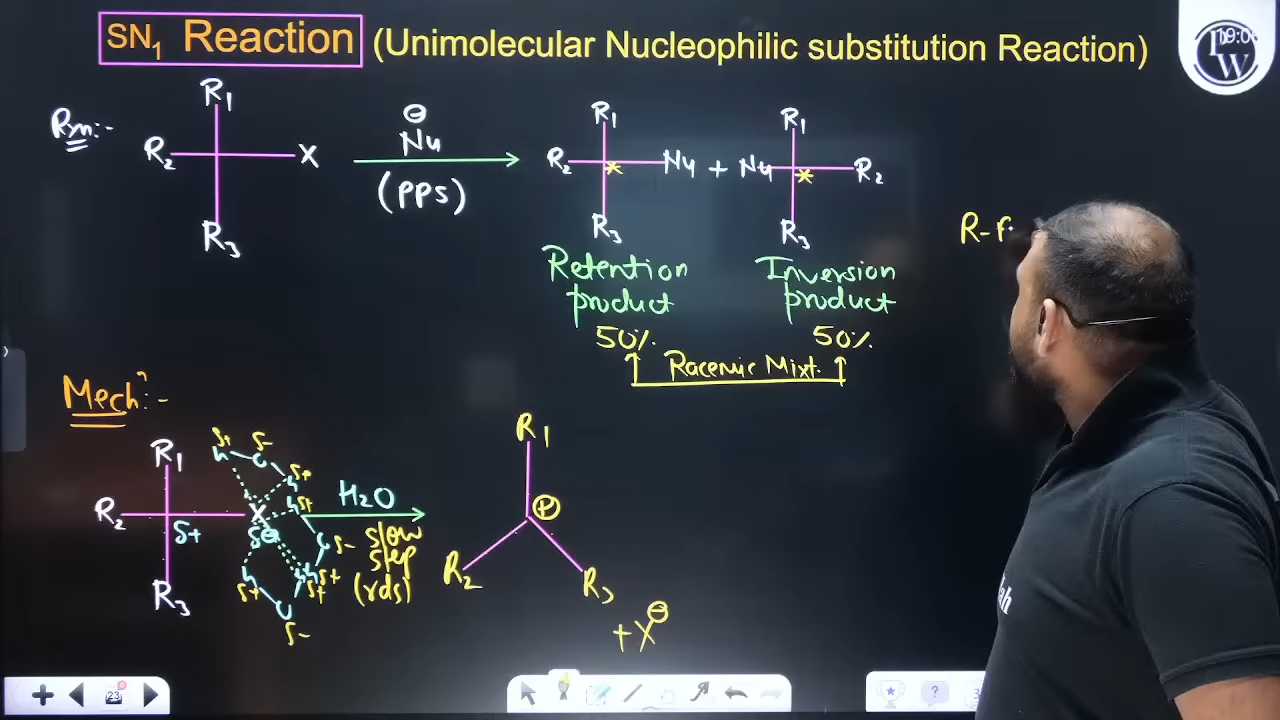 SN₁ Reaction (Unimolecular Nucleophilic substitution Reaction)
Rxn:-
R₁
R₂ X
R₃
⊖
Nu
(PPS)
R₁
R₂ * Nu
R₃
+
R₁
Nu * R₂
R₃
Retention product
50%
Inversion product
50%
Racemic Mixt.
R-f
Mechⁿ:-
R₁
R₂ δ+ X
δ⊖
R₃
δ+ δ- δ+
δ+ δ- δ+
δ+ δ- δ+
H₂O
slow
step
(rds)
R₁
⊕
R₂ R₃
+ X⊖
23